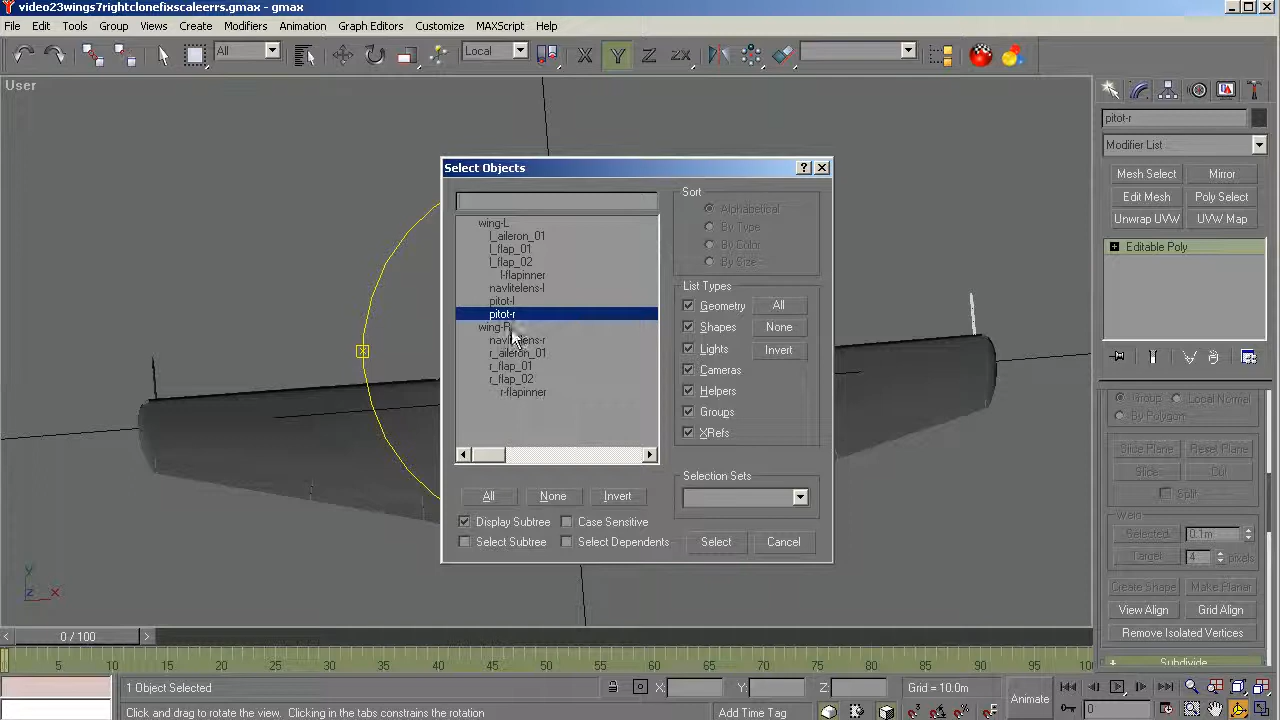 video23wings7rightclonefixscaleerrs.gmax - gmax
File Edit Tools Group Views Create Modifiers Animation Graph Editors Customize MAXScript Help
All
Local
X Y Z ZX
User
pitot-r
Modifier List
Mesh Select Mirror
Edit Mesh Poly Select
Unwrap UVW UVW Map
Editable Poly
Select Objects
Sort
Alphabetical
By Type
By Color
By Size
List Types
Geometry All
Shapes None
Lights Invert
Cameras
Helpers
Groups
XRefs
Selection Sets
wing-L
l_aileron_01
l_flap_01
l_flap_02
l-flapinner
navlitelens-l
pitot-l
pitot-r
wing-R
navlitelens-r
r_aileron_01
r_flap_01
r_flap_02
r-flapinner
All None Invert
Display Subtree Case Sensitive
Select Subtree Select Dependents
Select Cancel
Group Local Normal
By Polygon
Slice Plane Reset Plane
Slice Cut
Split
Weld
Selected 0.1m
Target 4 pixels
Create Shape Make Planar
View Align Grid Align
Remove Isolated Vertices
Subdivide
y
z x
0 / 100
5 10 15 20 25 30 35 40 45 50 55 60 65 70 75 80 85 90 95
1 Object Selected
X: Y: Z: Grid = 10.0m
Click and drag to rotate the view. Clicking in the tabs constrains the rotation
Add Time Tag
Animate
0